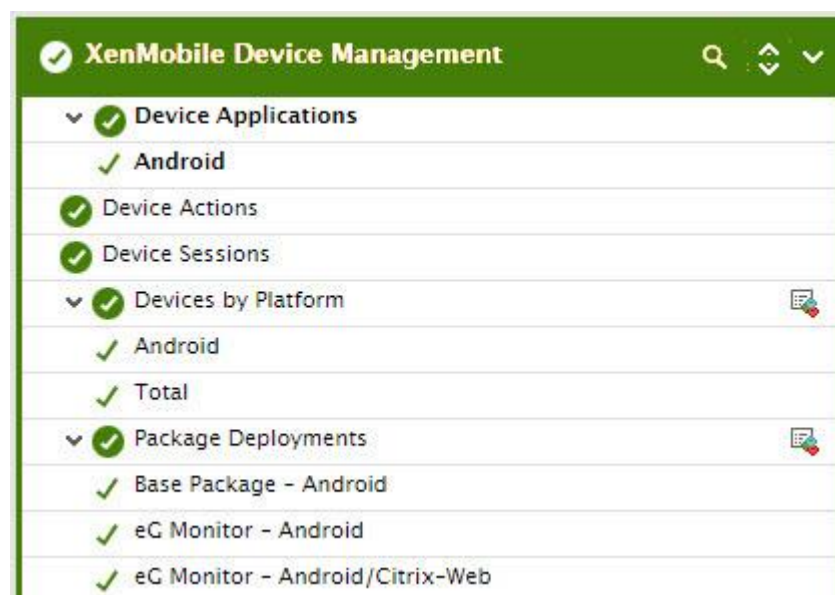 XenMobile Device Management
Device Applications
Android
Device Actions
Device Sessions
Devices by Platform
Android
Total
Package Deployments
Base Package - Android
eG Monitor - Android
eG Monitor - Android/Citrix-Web